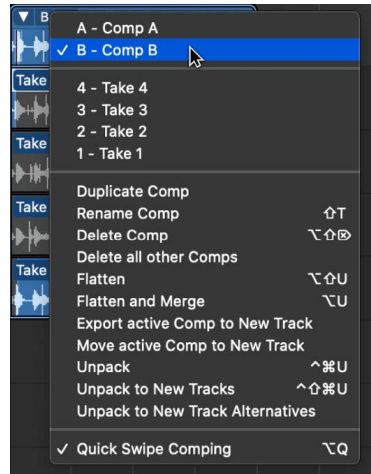 B
A - Comp A
✓ B - Comp B
Take
4 - Take 4
3 - Take 3
2 - Take 2
Take
1 - Take 1
Duplicate Comp
Take
Rename Comp ⇧T
Delete Comp ⌥⇧⌦
Delete all other Comps
Take
Flatten ⌥⇧U
Flatten and Merge ⌥U
Export active Comp to New Track
Move active Comp to New Track
Unpack ^⌘U
Unpack to New Tracks ^⇧⌘U
Unpack to New Track Alternatives
✓ Quick Swipe Comping ⌥Q